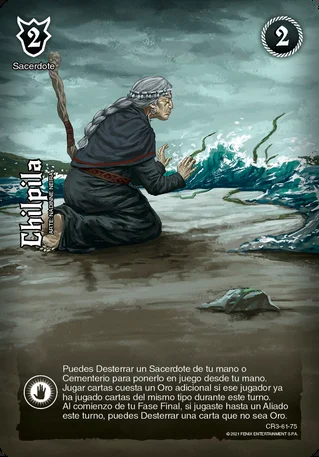 2
2
Sacerdote
Chilpila
Puedes Desterrar un Sacerdote de tu mano o
Cementerio para ponerlo en juego desde tu mano.
Jugar cartas cuesta un Oro adicional si ese jugador ya
ha jugado cartas del mismo tipo durante este turno.
Al comienzo de tu Fase Final, si jugaste hasta un Aliado
este turno, puedes Desterrar una carta que no sea Oro.
CR3-61-75
© 2021 FENIX ENTERTAINMENT S.P.A.